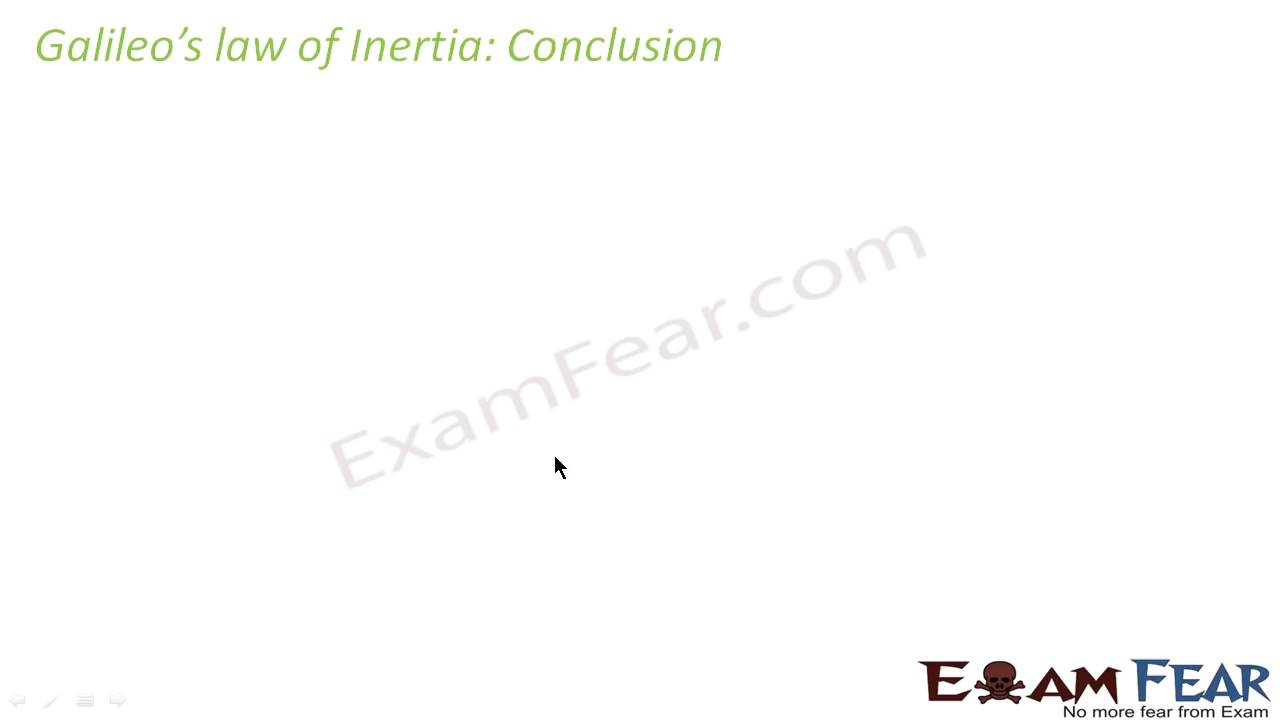 Galileo’s law of Inertia: Conclusion
ExamFear.com
EXAM FEAR
No more fear from Exam